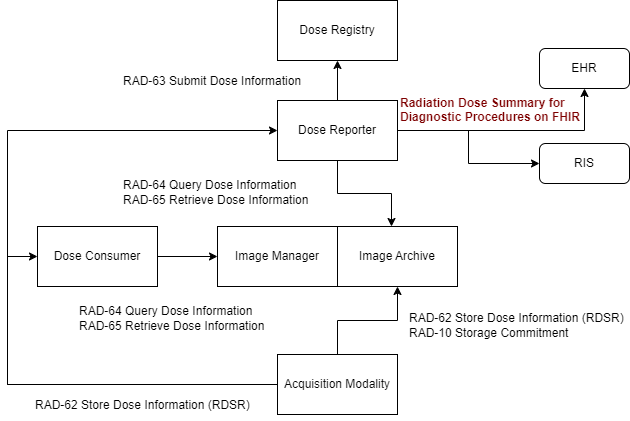 Dose Registry
EHR
RAD-63 Submit Dose Information
Radiation Dose Summary for
Diagnostic Procedures on FHIR
Dose Reporter
RIS
RAD-64 Query Dose Information
RAD-65 Retrieve Dose Information
Dose Consumer
Image Manager
Image Archive
RAD-64 Query Dose Information
RAD-65 Retrieve Dose Information
RAD-62 Store Dose Information (RDSR)
RAD-10 Storage Commitment
Acquisition Modality
RAD-62 Store Dose Information (RDSR)